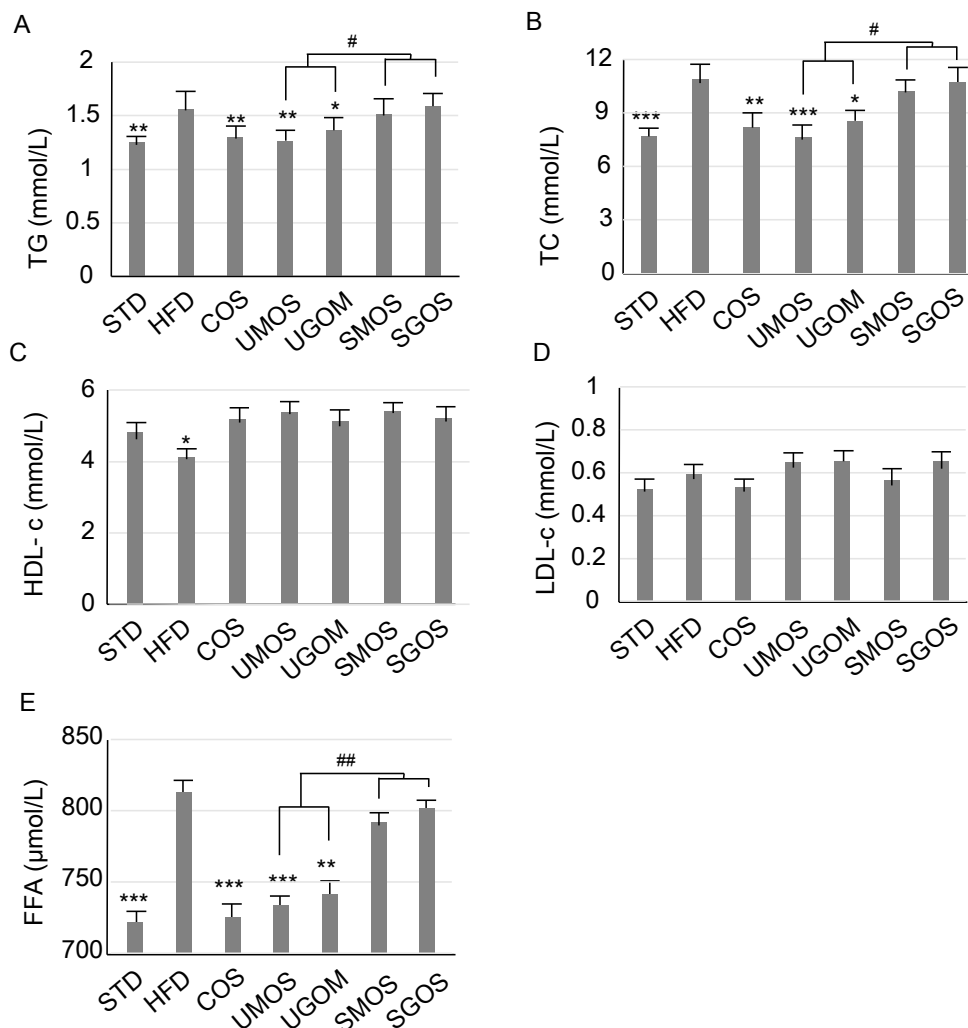 A
TG (mmol/L)
2
1.5
1
0.5
0
#
** ** ** *
STD HFD COS UMOS UGOM SMOS SGOS
B
TC (mmol/L)
12
9
6
3
0
#
*** ** *** *
STD HFD COS UMOS UGOM SMOS SGOS
C
HDL- c (mmol/L)
6
4
2
0
*
STD HFD COS UMOS UGOM SMOS SGOS
D
LDL-c (mmol/L)
1
0.8
0.6
0.4
0.2
0
STD HFD COS UMOS UGOM SMOS SGOS
E
FFA (µmol/L)
850
800
750
700
##
*** *** *** **
STD HFD COS UMOS UGOM SMOS SGOS